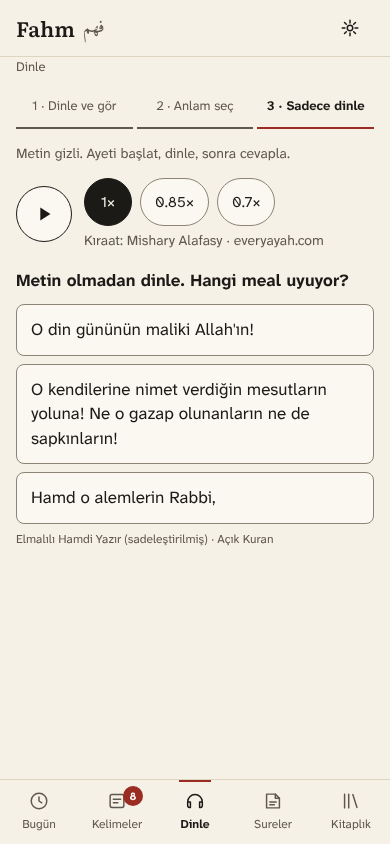 Fahm فهم
Dinle
1 · Dinle ve gör
2 · Anlam seç
3 · Sadece dinle
Metin gizli. Ayeti başlat, dinle, sonra cevapla.
1×
0.85×
0.7×
Kıraat: Mishary Alafasy · everyayah.com
Metin olmadan dinle. Hangi meal uyuyor?
O din gününün maliki Allah'ın!
O kendilerine nimet verdiğin mesutların
yoluna! Ne o gazap olunanların ne de
sapkınların!
Hamd o alemlerin Rabbi,
Elmalılı Hamdi Yazır (sadeleştirilmiş) · Açık Kuran
8
Bugün
Kelimeler
Dinle
Sureler
Kitaplık